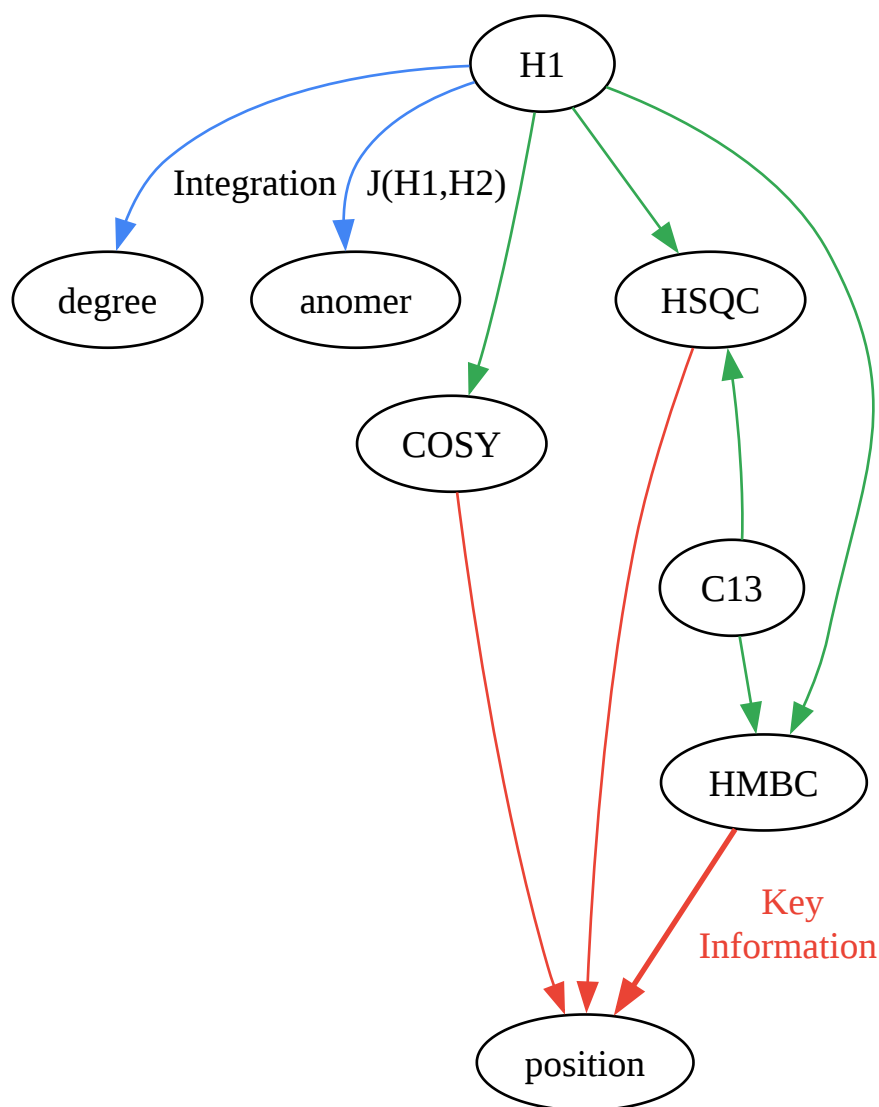 H1
Integration
J(H1,H2)
degree
anomer
HSQC
COSY
C13
HMBC
Key
Information
position